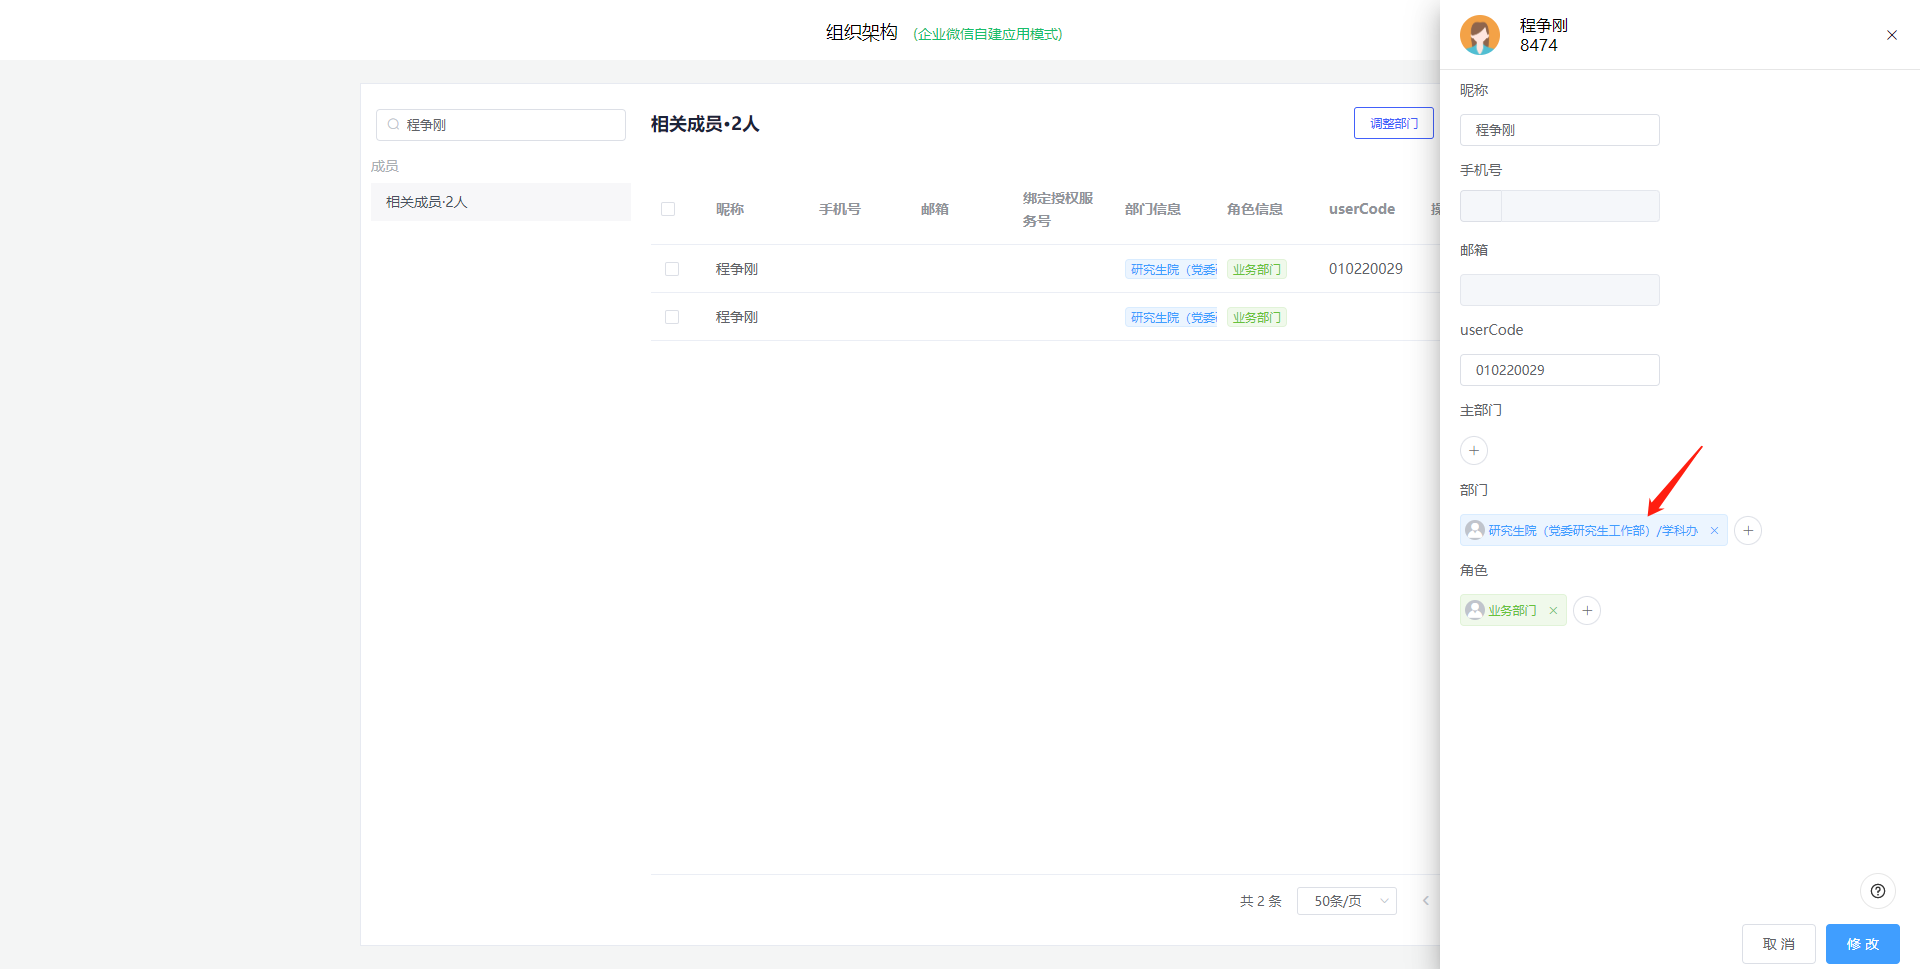 组织架构 (企业微信自建应用模式)
程争刚
相关成员·2人
调整部门
成员
相关成员·2人
昵称 手机号 邮箱 绑定授权服务号 部门信息 角色信息 userCode
程争刚 研究生院（党委 业务部门 010220029
程争刚 研究生院（党委 业务部门
共 2 条 50条/页
程争刚
8474
昵称
程争刚
手机号
邮箱
userCode
010220029
主部门
部门
研究生院（党委研究生工作部）/学科办
角色
业务部门
取 消 修 改